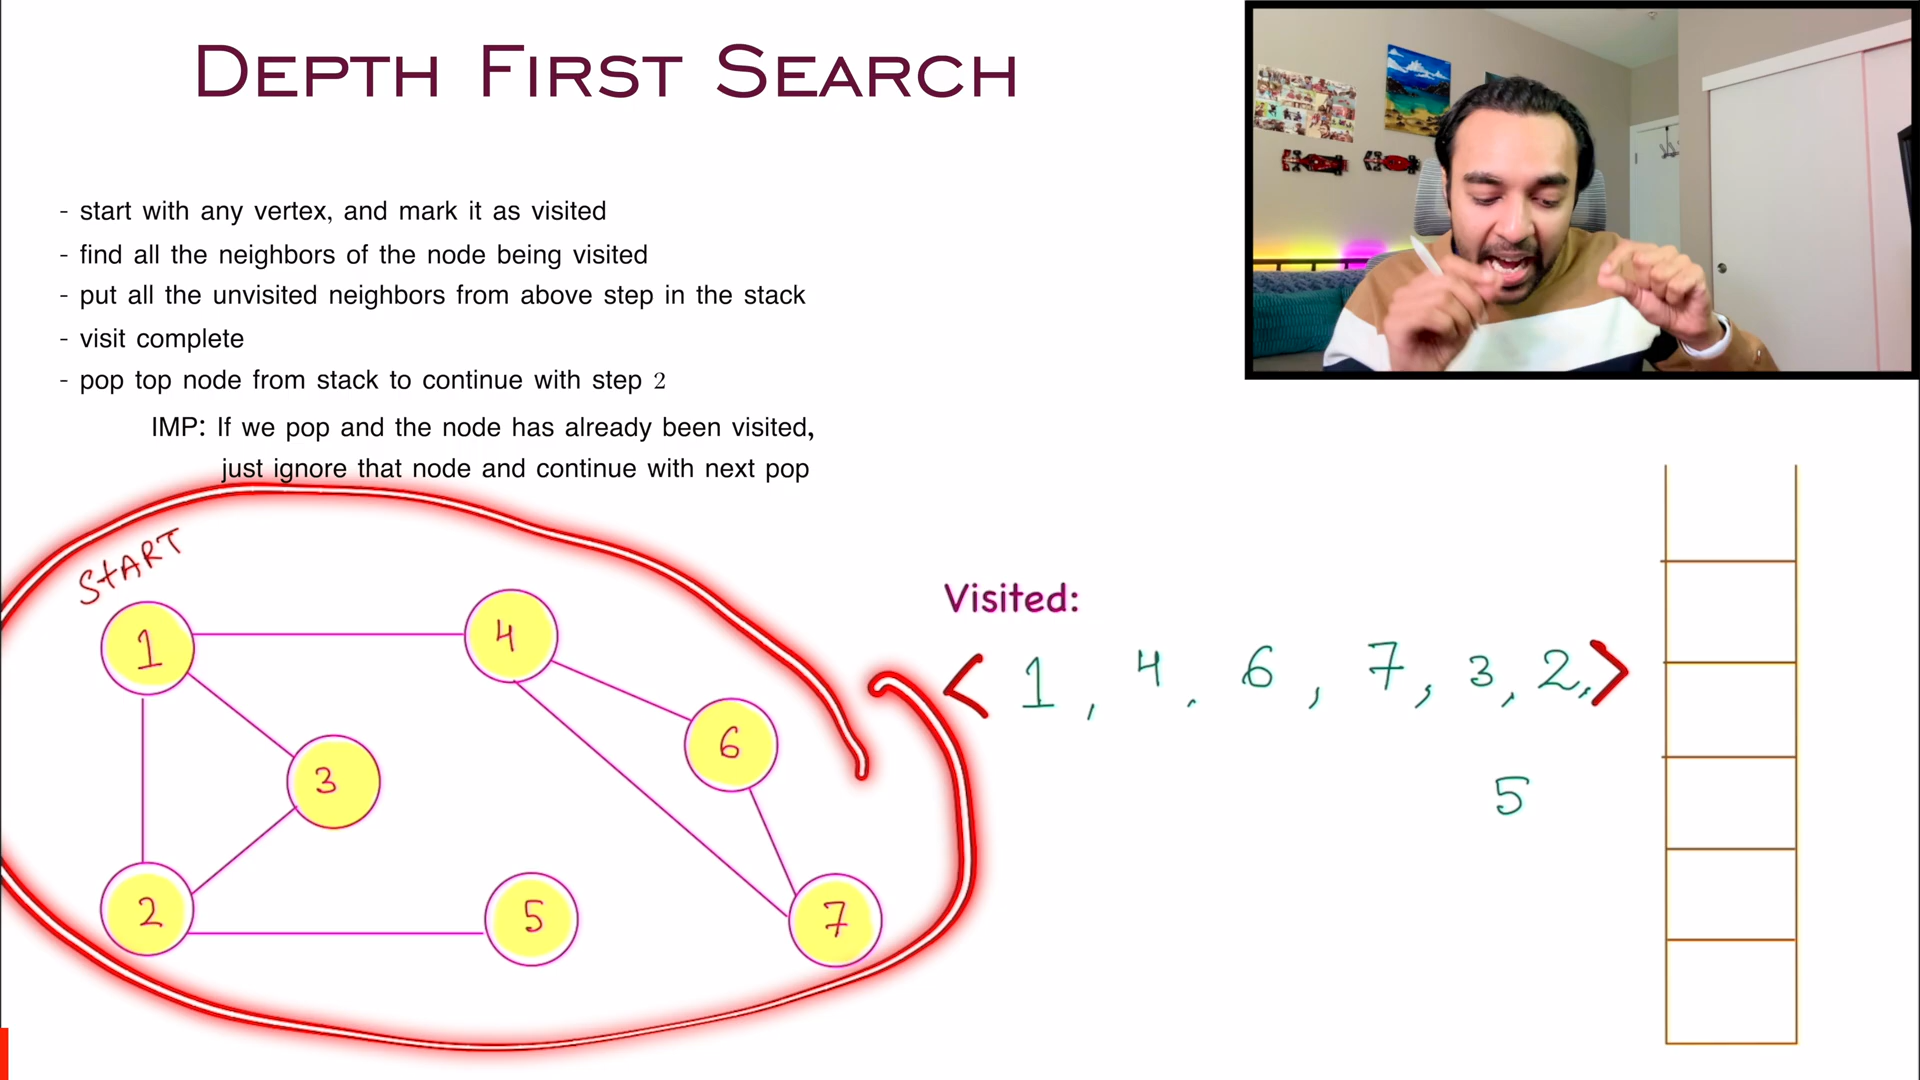 DEPTH FIRST SEARCH
- start with any vertex, and mark it as visited
- find all the neighbors of the node being visited
- put all the unvisited neighbors from above step in the stack
- visit complete
- pop top node from stack to continue with step 2
IMP: If we pop and the node has already been visited,
just ignore that node and continue with next pop
START
1
4
6
3
2
5
7
Visited:
< 1 , 4 , 6 , 7 , 3 , 2 , >
5